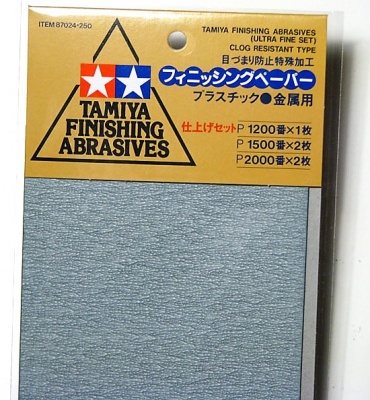 ITEM 87024・250
TAMIYA FINISHING ABRASIVES
(ULTRA FINE SET)
CLOG RESISTANT TYPE
目づまり防止特殊加工
フィニッシングペーパー
プラスチック●金属用
TAMIYA
FINISHING
ABRASIVES
仕上げセット P1200番×1枚
P1500番×2枚
P2000番×2枚